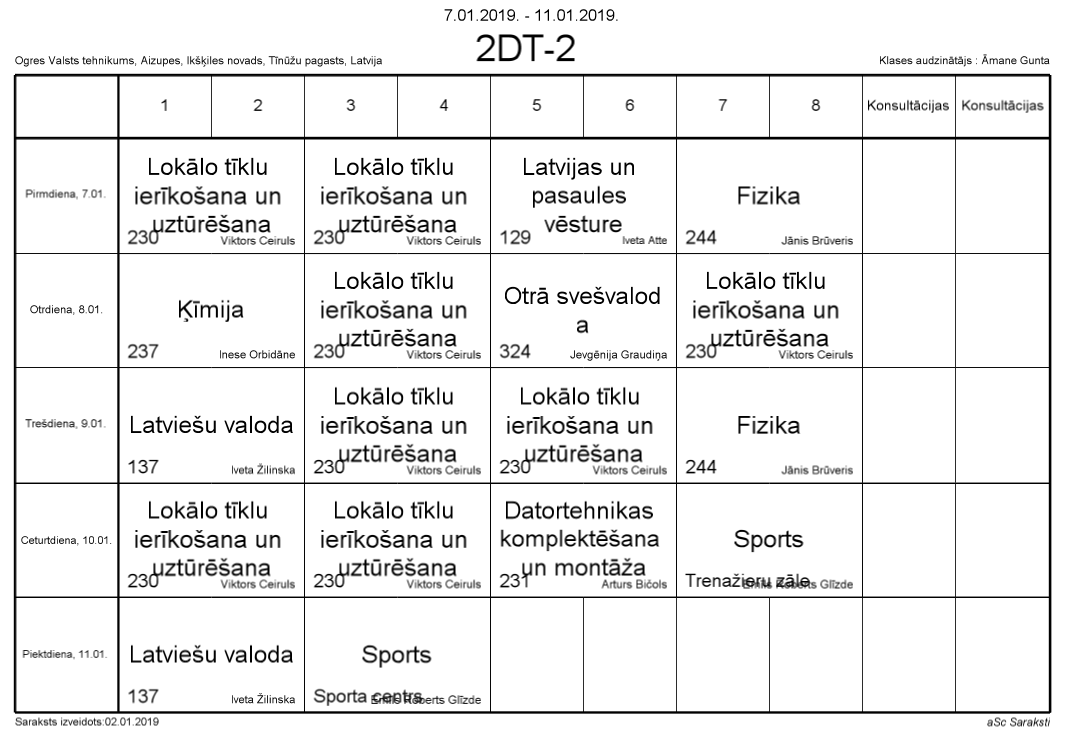 7.01.2019. - 11.01.2019.
2DT-2
Ogres Valsts tehnikums, Aizupes, Ikšķiles novads, Tīnūžu pagasts, Latvija
Klases audzinātājs : Āmane Gunta
1 2 3 4 5 6 7 8 Konsultācijas Konsultācijas
Pirmdiena, 7.01.
Lokālo tīklu
ierīkošana un
uztūrēšana
230 Viktors Ceiruls
Lokālo tīklu
ierīkošana un
uztūrēšana
230 Viktors Ceiruls
Latvijas un
pasaules
vēsture
129 Iveta Atte
Fizika
244 Jānis Brūveris
Otrdiena, 8.01.
Ķīmija
237 Inese Orbidāne
Lokālo tīklu
ierīkošana un
uztūrēšana
230 Viktors Ceiruls
Otrā svešvalod
a
324 Jevgēnija Graudiņa
Lokālo tīklu
ierīkošana un
uztūrēšana
230 Viktors Ceiruls
Trešdiena, 9.01.
Latviešu valoda
137 Iveta Žilinska
Lokālo tīklu
ierīkošana un
uztūrēšana
230 Viktors Ceiruls
Lokālo tīklu
ierīkošana un
uztūrēšana
230 Viktors Ceiruls
Fizika
244 Jānis Brūveris
Ceturtdiena, 10.01.
Lokālo tīklu
ierīkošana un
uztūrēšana
230 Viktors Ceiruls
Lokālo tīklu
ierīkošana un
uztūrēšana
230 Viktors Ceiruls
Datortehnikas
komplektēšana
un montāža
231 Arturs Bičols
Sports
Trenažieru zāle Emils Roberts Glīzde
Piektdiena, 11.01.
Latviešu valoda
137 Iveta Žilinska
Sports
Sporta centrs Emils Roberts Glīzde
Saraksts izveidots:02.01.2019
aSc Saraksti